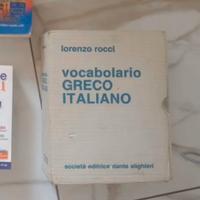 lorenzo rocci
vocabolario
GRECO
ITALIANO
società editrice dante alighieri